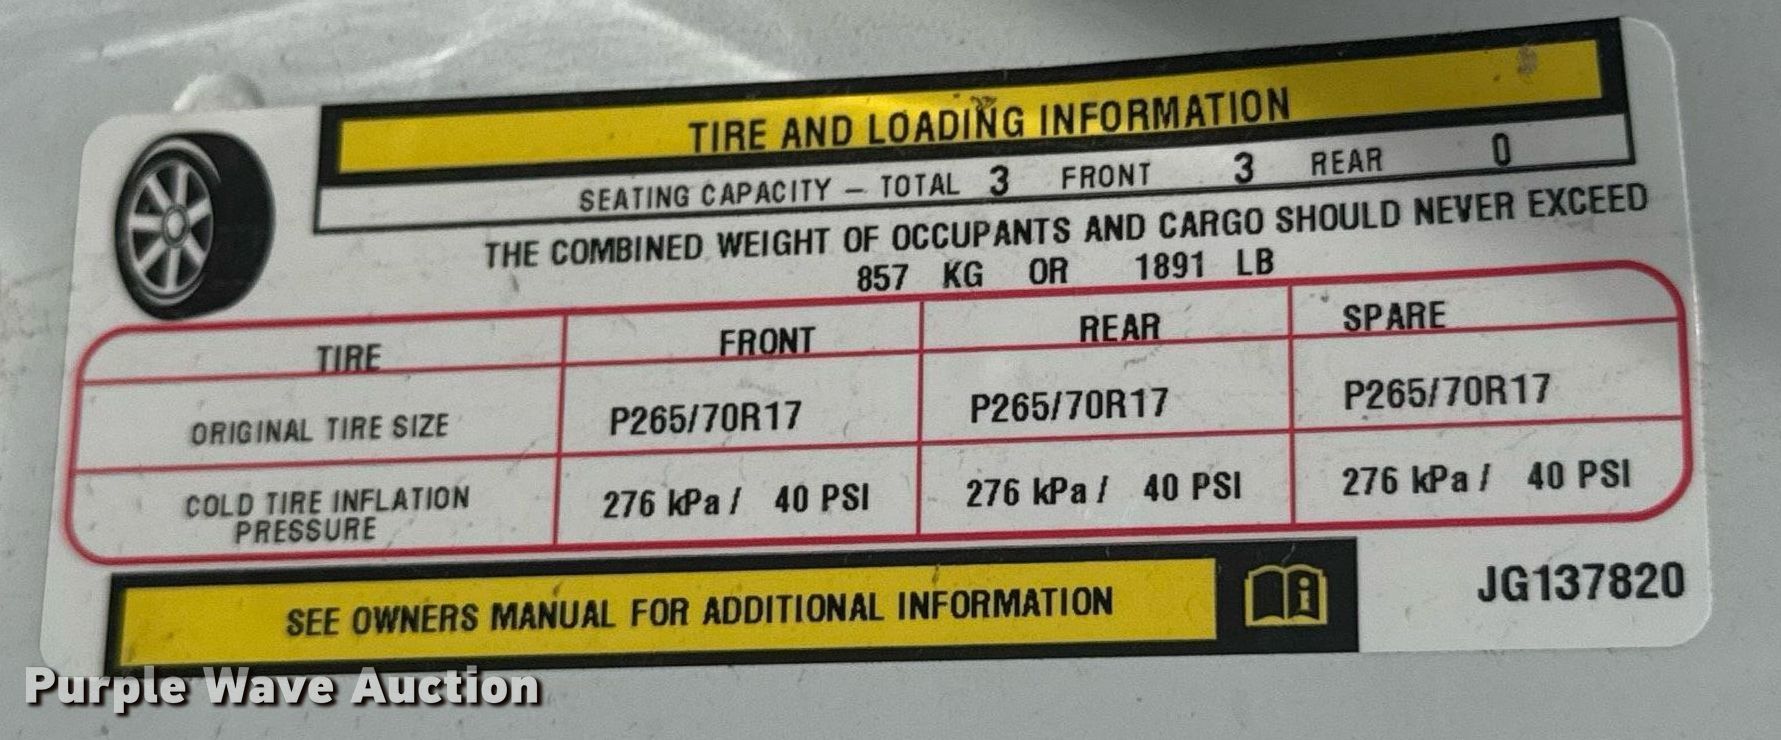 TIRE AND LOADING INFORMATION
SEATING CAPACITY – TOTAL 3 FRONT 3 REAR 0
THE COMBINED WEIGHT OF OCCUPANTS AND CARGO SHOULD NEVER EXCEED
857 KG OR 1891 LB
TIRE FRONT REAR SPARE
ORIGINAL TIRE SIZE P265/70R17 P265/70R17 P265/70R17
COLD TIRE INFLATION PRESSURE 276 kPa / 40 PSI 276 kPa / 40 PSI 276 kPa / 40 PSI
SEE OWNERS MANUAL FOR ADDITIONAL INFORMATION
JG137820
Purple Wave Auction